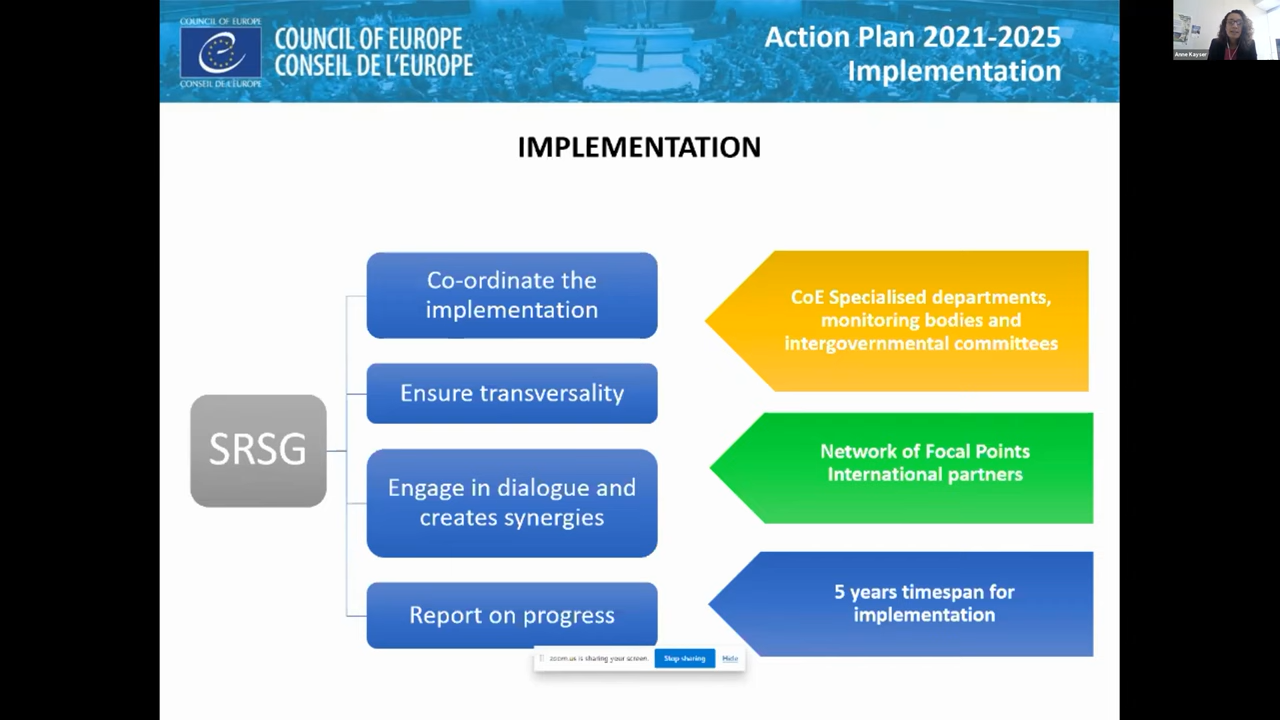 COUNCIL OF EUROPE
COUNCIL OF EUROPE
CONSEIL DE L'EUROPE
CONSEIL DE L'EUROPE
Action Plan 2021-2025
Implementation
Anne Kayser
IMPLEMENTATION
SRSG
Co-ordinate the
implementation
Ensure transversality
Engage in dialogue and
creates synergies
Report on progress
CoE Specialised departments,
monitoring bodies and
intergovernmental committees
Network of Focal Points
International partners
5 years timespan for
implementation
zoom.us is sharing your screen.
Stop sharing
Hide